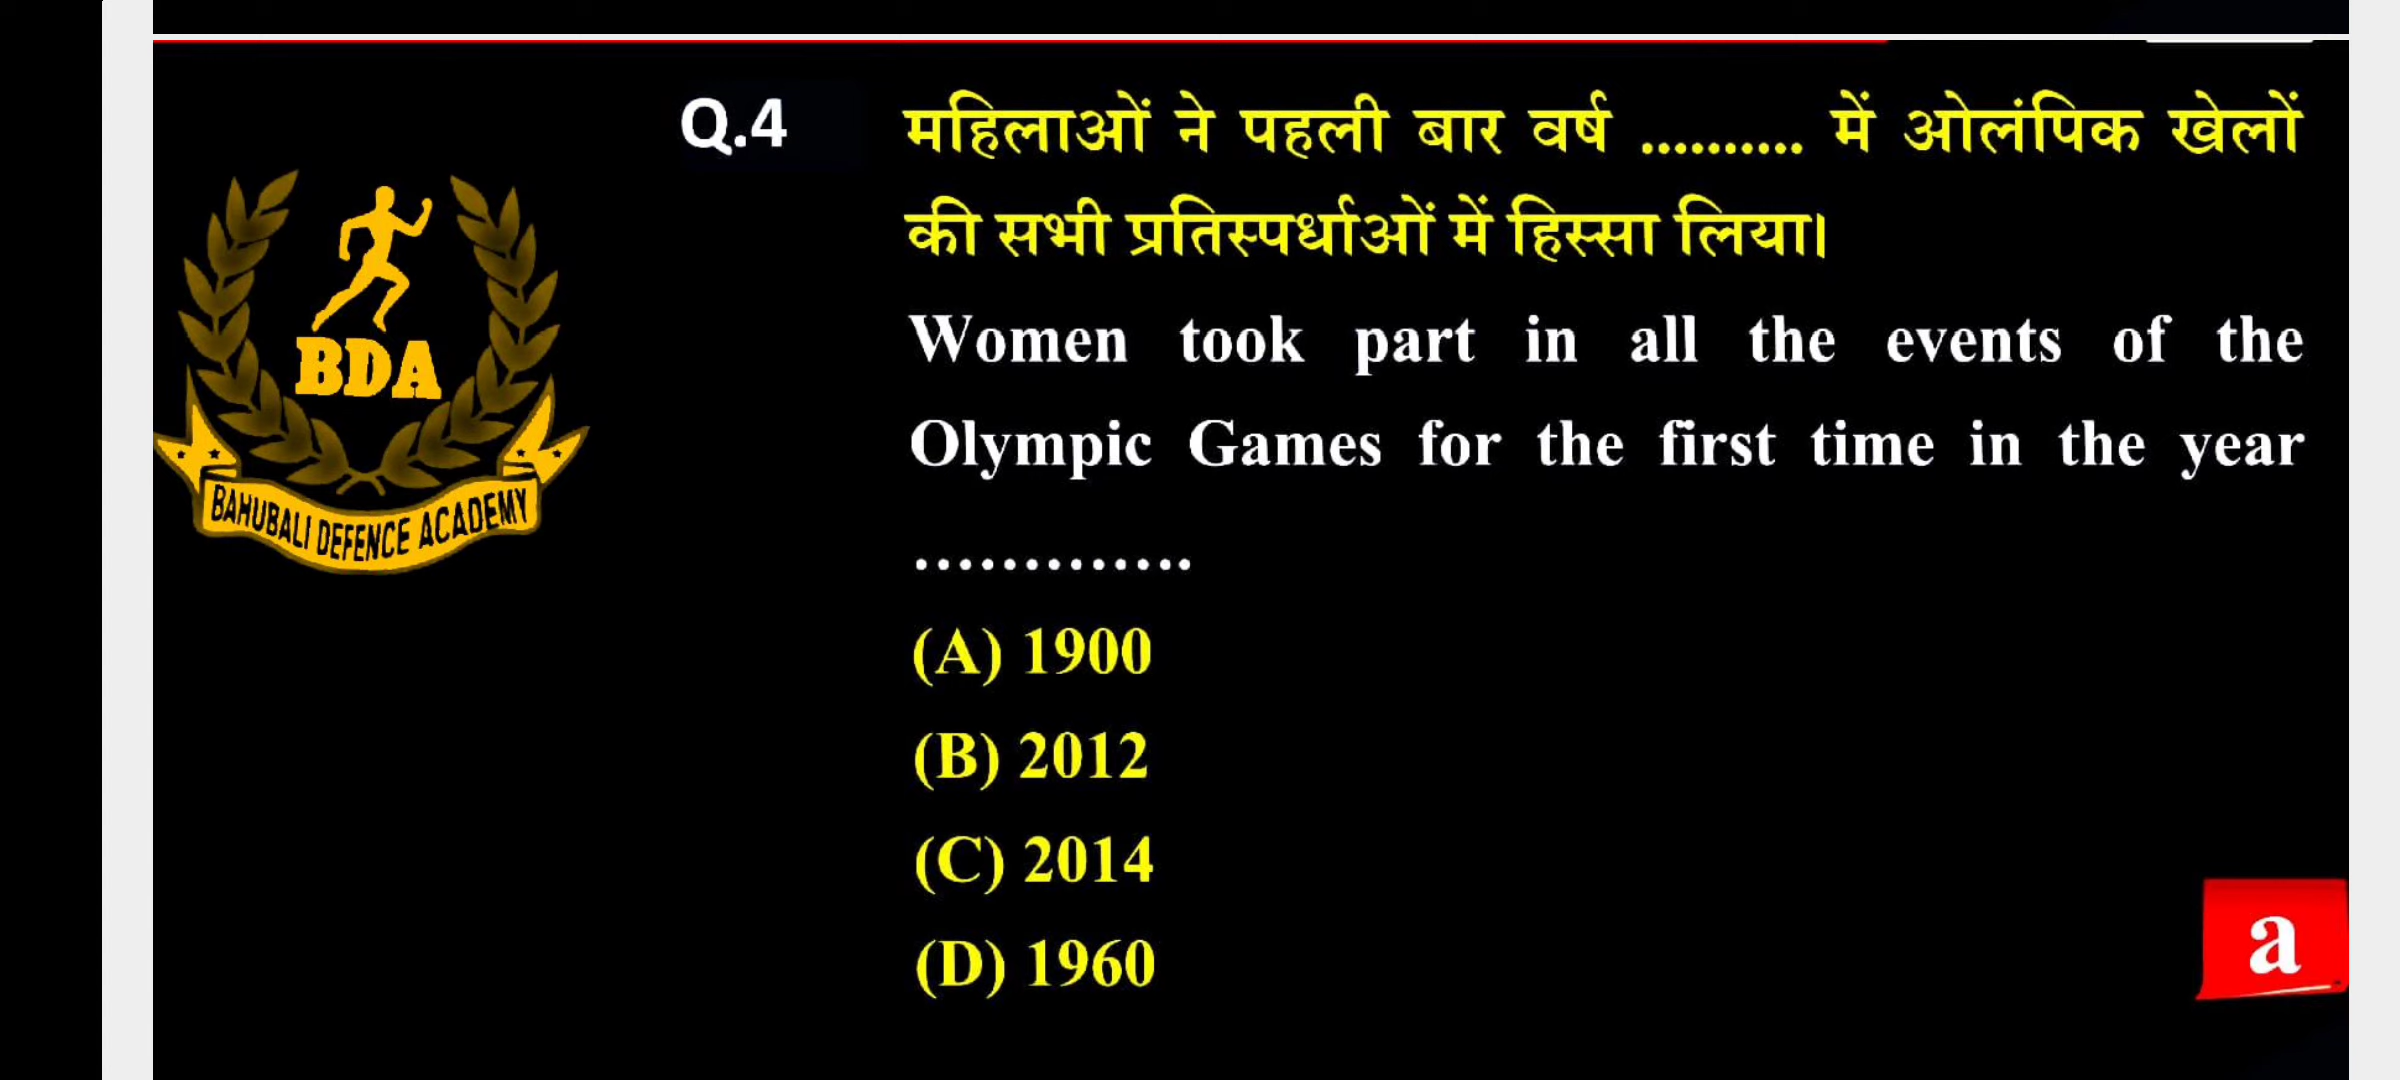 Q.4 महिलाओं ने पहली बार वर्ष .......... में ओलंपिक खेलों
की सभी प्रतिस्पर्धाओं में हिस्सा लिया।
Women took part in all the events of the
Olympic Games for the first time in the year
.............
(A) 1900
(B) 2012
(C) 2014
(D) 1960
BDA
BAHUBALI DEFENCE ACADEMY
a